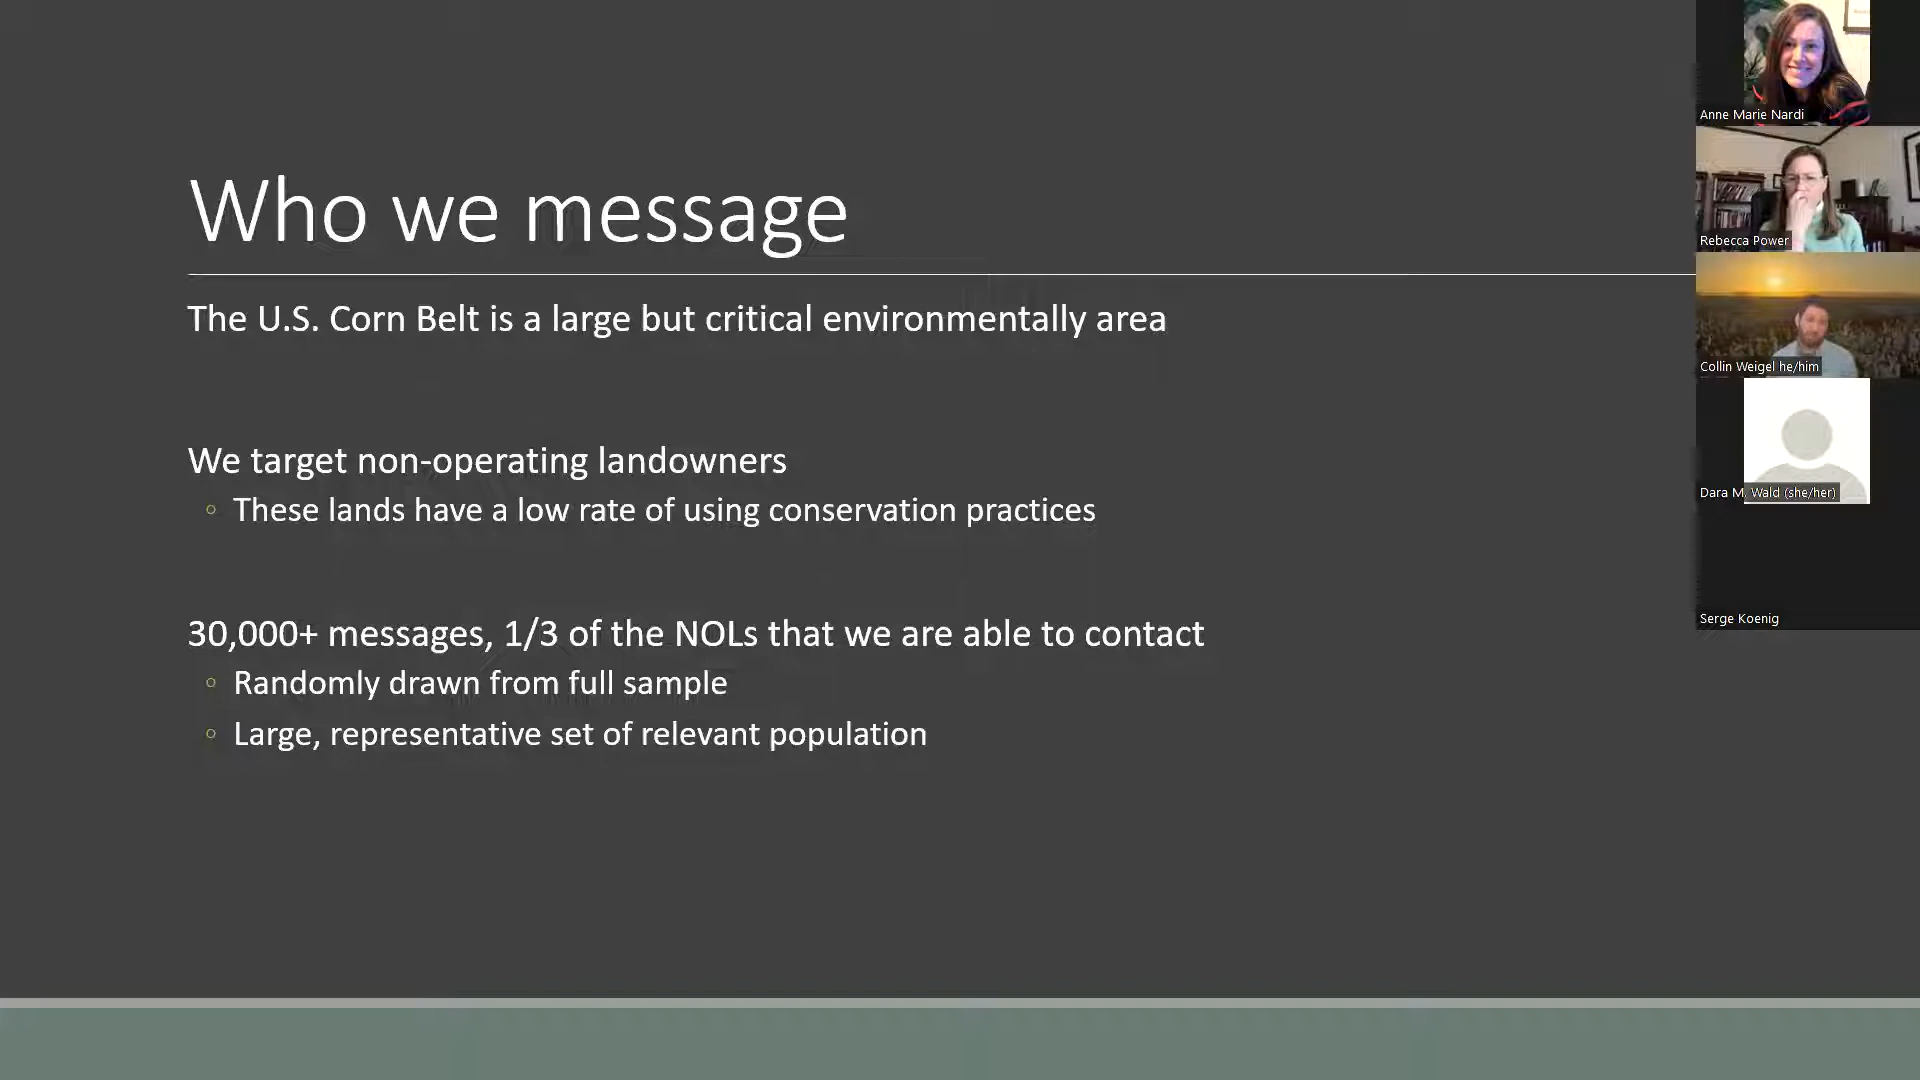 Who we message
The U.S. Corn Belt is a large but critical environmentally area
We target non-operating landowners
◦ These lands have a low rate of using conservation practices
30,000+ messages, 1/3 of the NOLs that we are able to contact
◦ Randomly drawn from full sample
◦ Large, representative set of relevant population
Anne Marie Nardi
Rebecca Power
Collin Weigel he/him
Dara M. Wald (she/her)
Serge Koenig